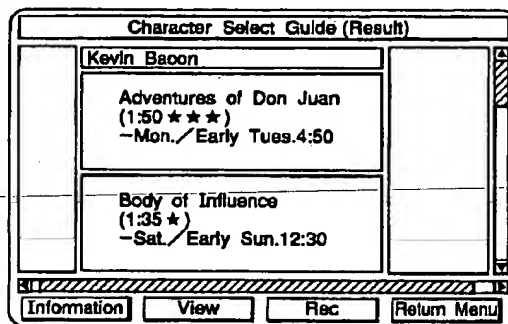 Character Select Guide (Result)
Kevin Bacon
Adventures of Don Juan
(1:50 ★ ★ ★)
-Mon./Early Tues.4:50
Body of Influence
(1:35 ★)
-Sat./Early Sun.12:30
Information View Rec Return Menu